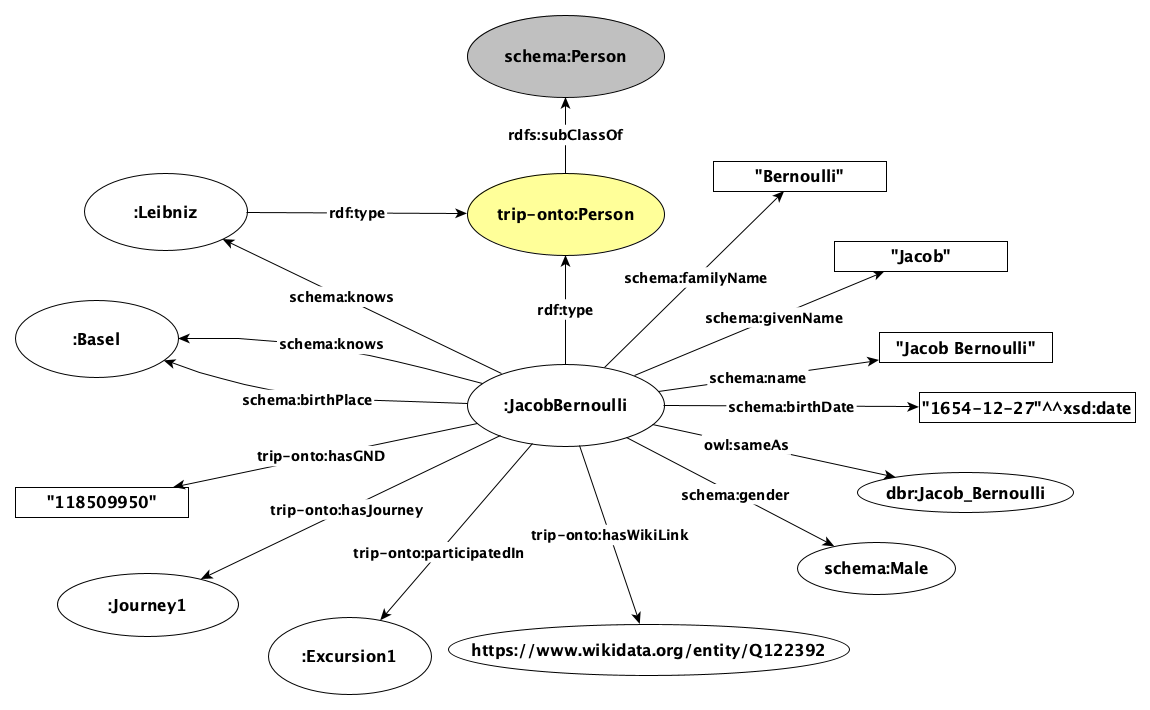 schema:Person
rdfs:subClassOf
"Bernoulli"
:Leibniz
rdf:type
trip-onto:Person
"Jacob"
schema:familyName
schema:knows
rdf:type
schema:givenName
:Basel
schema:knows
"Jacob Bernoulli"
schema:name
schema:birthPlace
:JacobBernoulli
schema:birthDate
"1654-12-27"^^xsd:date
owl:sameAs
trip-onto:hasGND
dbr:Jacob_Bernoulli
"118509950"
schema:gender
trip-onto:hasJourney
trip-onto:hasWikiLink
trip-onto:participatedIn
schema:Male
:Journey1
:Excursion1
https://www.wikidata.org/entity/Q122392